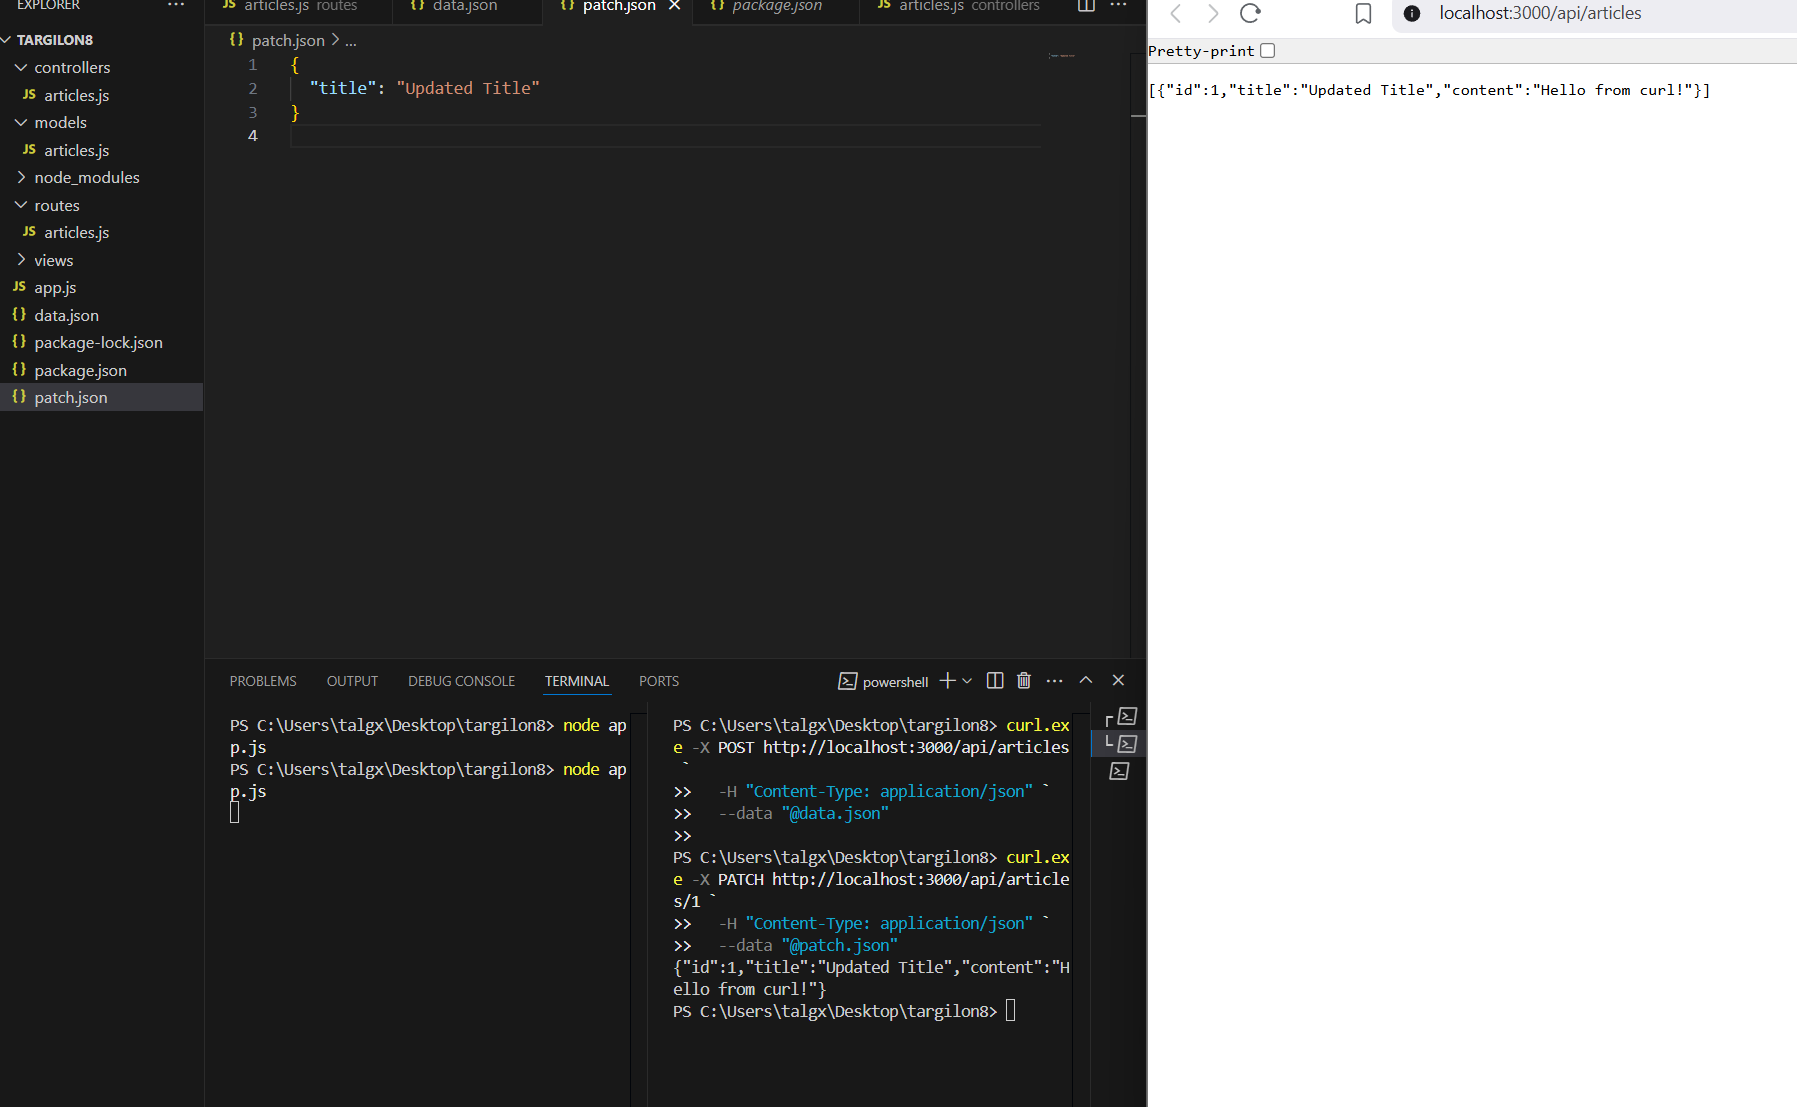 EXPLORER ···
TARGILON8
controllers
JS articles.js
models
JS articles.js
node_modules
routes
JS articles.js
views
JS app.js
{} data.json
{} package-lock.json
{} package.json
{} patch.json
JS articles.js routes {} data.json {} patch.json {} package.json JS articles.js controllers ···
{} patch.json > ...
1 {
2 "title": "Updated Title"
3 }
4
PROBLEMS OUTPUT DEBUG CONSOLE TERMINAL PORTS powershell ···
PS C:\Users\talgx\Desktop\targilon8> node ap
p.js
PS C:\Users\talgx\Desktop\targilon8> node ap
p.js
PS C:\Users\talgx\Desktop\targilon8> curl.ex
e -X POST http://localhost:3000/api/articles
`
>> -H "Content-Type: application/json" `
>> --data "@data.json"
>>
PS C:\Users\talgx\Desktop\targilon8> curl.ex
e -X PATCH http://localhost:3000/api/article
s/1 `
>> -H "Content-Type: application/json" `
>> --data "@patch.json"
{"id":1,"title":"Updated Title","content":"H
ello from curl!"}
PS C:\Users\talgx\Desktop\targilon8>
localhost:3000/api/articles
Pretty-print
[{"id":1,"title":"Updated Title","content":"Hello from curl!"}]